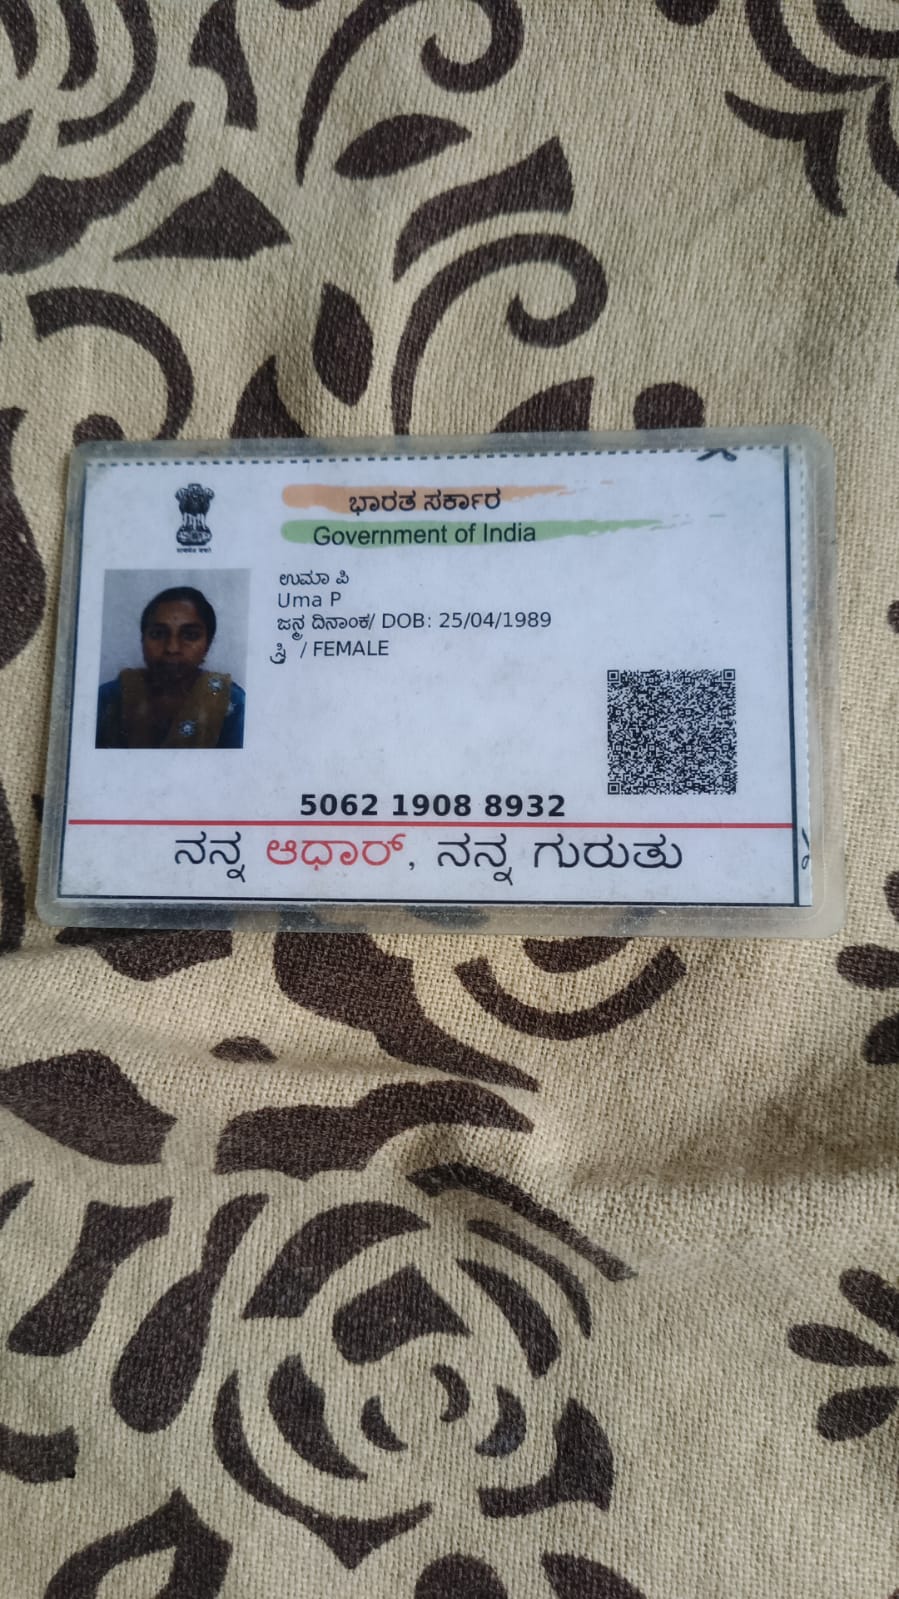 ಭಾರತ ಸರ್ಕಾರ
Government of India
ಉಮಾ ಪಿ
Uma P
ಜನ್ಮ ದಿನಾಂಕ/ DOB: 25/04/1989
ಸ್ತ್ರೀ / FEMALE
5062 1908 8932
ನನ್ನ ಆಧಾರ್, ನನ್ನ ಗುರುತು